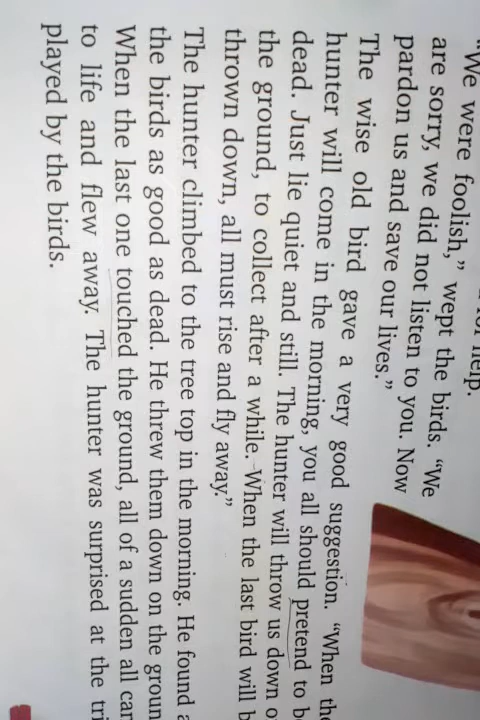 help.
"We were foolish," wept the birds. "We
are sorry, we did not listen to you. Now
pardon us and save our lives."
The wise old bird gave a very good suggestion. "When the
hunter will come in the morning, you all should pretend to b
dead. Just lie quiet and still. The hunter will throw us down o
the ground, to collect after a while. When the last bird will b
thrown down, all must rise and fly away."
The hunter climbed to the tree top in the morning. He found a
the birds as good as dead. He threw them down on the groun
When the last one touched the ground, all of a sudden all cam
to life and flew away. The hunter was surprised at the tri
played by the birds.